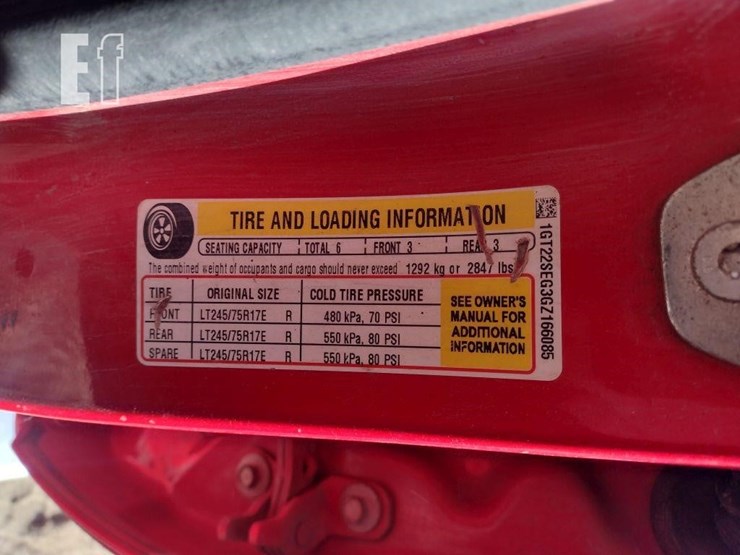 Ef
TIRE AND LOADING INFORMATION
SEATING CAPACITY TOTAL 6 FRONT 3 REAR 3
The combined weight of occupants and cargo should never exceed 1292 kg or 2847 lbs
TIRE ORIGINAL SIZE COLD TIRE PRESSURE
FRONT LT245/75R17E R 480 kPa, 70 PSI
REAR LT245/75R17E R 550 kPa, 80 PSI
SPARE LT245/75R17E R 550 kPa, 80 PSI
SEE OWNER'S
MANUAL FOR
ADDITIONAL
INFORMATION
1GT22SEG3GZ166085